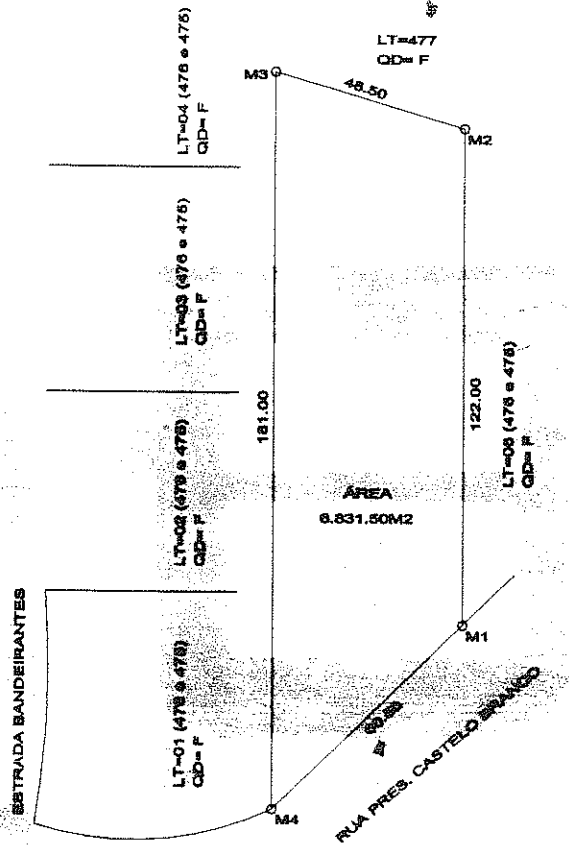 LT=477
QD= F
M3
48.50
M2
LT=04 (476 e 475)
QD= F
LT=03 (476 e 475)
QD= F
181.00
122.00
LT=02 (476 e 475)
QD= F
ÁREA
6.831.50M2
LT=06 (476 e 475)
QD= F
ESTRADA BANDEIRANTES
LT=01 (476 e 475)
QD= F
M1
M4
RUA PRES. CASTELO BRANCO